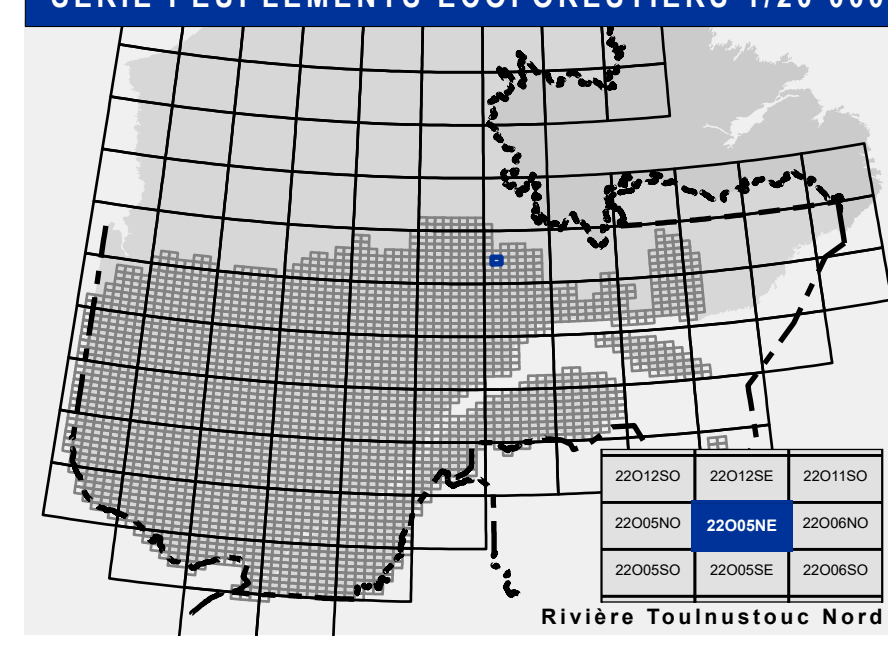 SÉRIE PEUPLEMENTS ÉCOFORESTIERS 1/20 000
22O12SO 22O12SE 22O11SO
22O05NO 22O05NE 22O06NO
22O05SO 22O05SE 22O06SO
Rivière Toulnustouc Nord